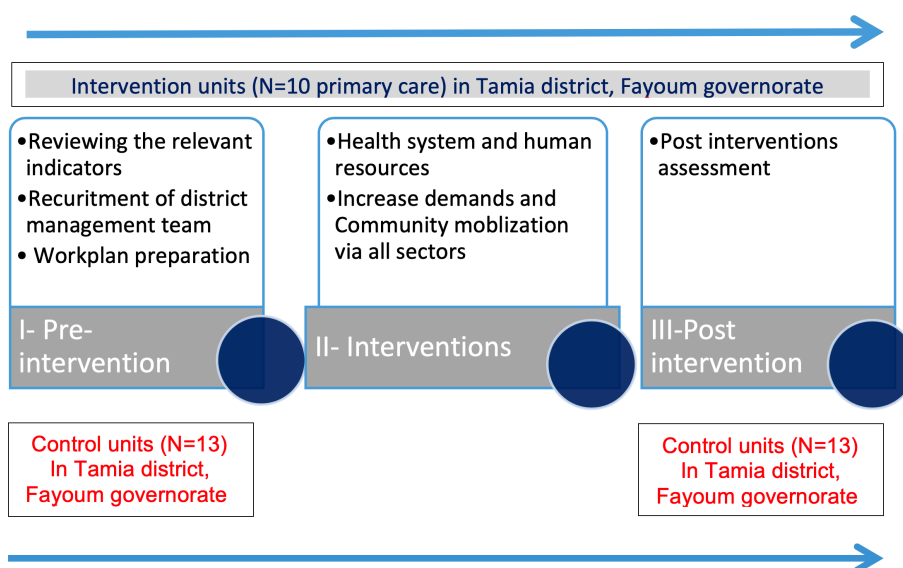 Intervention units (N=10 primary care) in Tamia district, Fayoum governorate
•Reviewing the relevant
indicators
•Recuritment of district
management team
• Workplan preparation
I- Pre-
intervention
•Health system and human
resources
•Increase demands and
Community moblization
via all sectors
II- Interventions
•Post interventions
assessment
III-Post
intervention
Control units (N=13)
In Tamia district,
Fayoum governorate
Control units (N=13)
In Tamia district,
Fayoum governorate